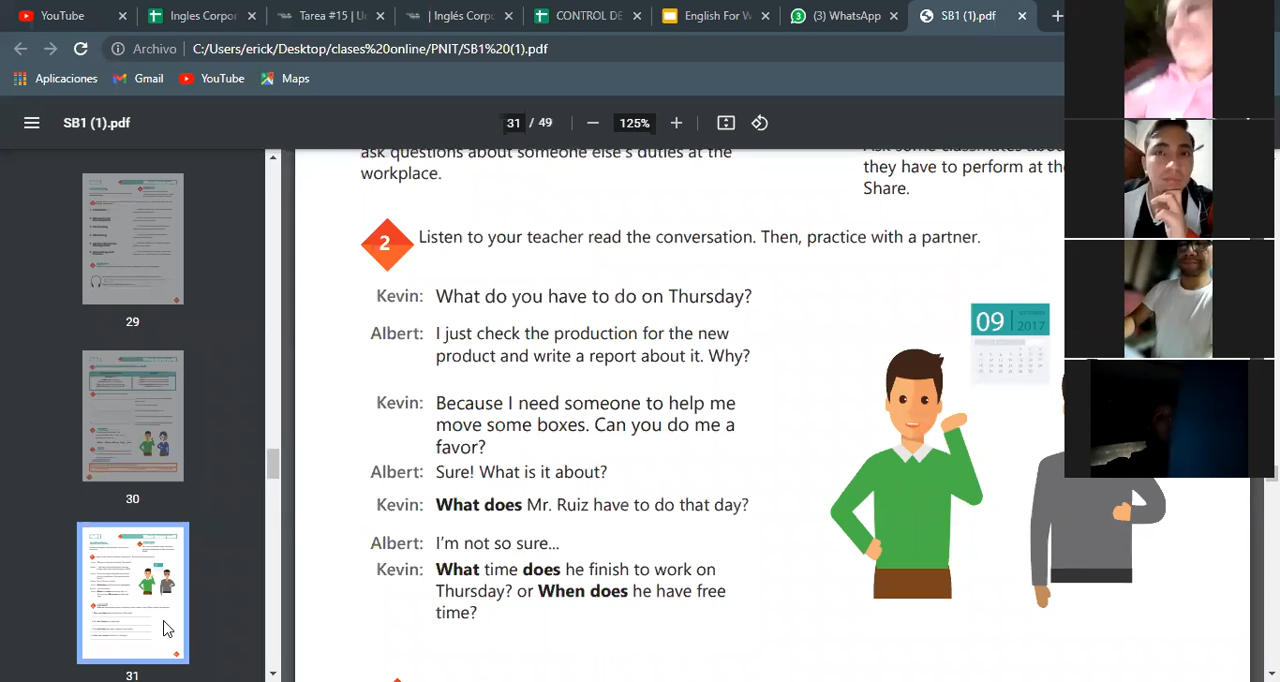 YouTube
Ingles Corpor
Tarea #15 | U
| Inglés Corpo
CONTROL DE
English For W
(3) WhatsApp
SB1 (1).pdf
Archivo
C:/Users/erick/Desktop/clases%20online/PNIT/SB1%20(1).pdf
Aplicaciones
Gmail
YouTube
Maps
SB1 (1).pdf
31 / 49
125%
29
30
31
ask questions about someone else's duties at the
workplace.
Ask some classmates
they have to perform at
Share.
2
Listen to your teacher read the conversation. Then, practice with a partner.
Kevin: What do you have to do on Thursday?
Albert: I just check the production for the new
product and write a report about it. Why?
Kevin: Because I need someone to help me
move some boxes. Can you do me a
favor?
Albert: Sure! What is it about?
Kevin: What does Mr. Ruiz have to do that day?
Albert: I'm not so sure...
Kevin: What time does he finish to work on
Thursday? or When does he have free
time?
09
2017